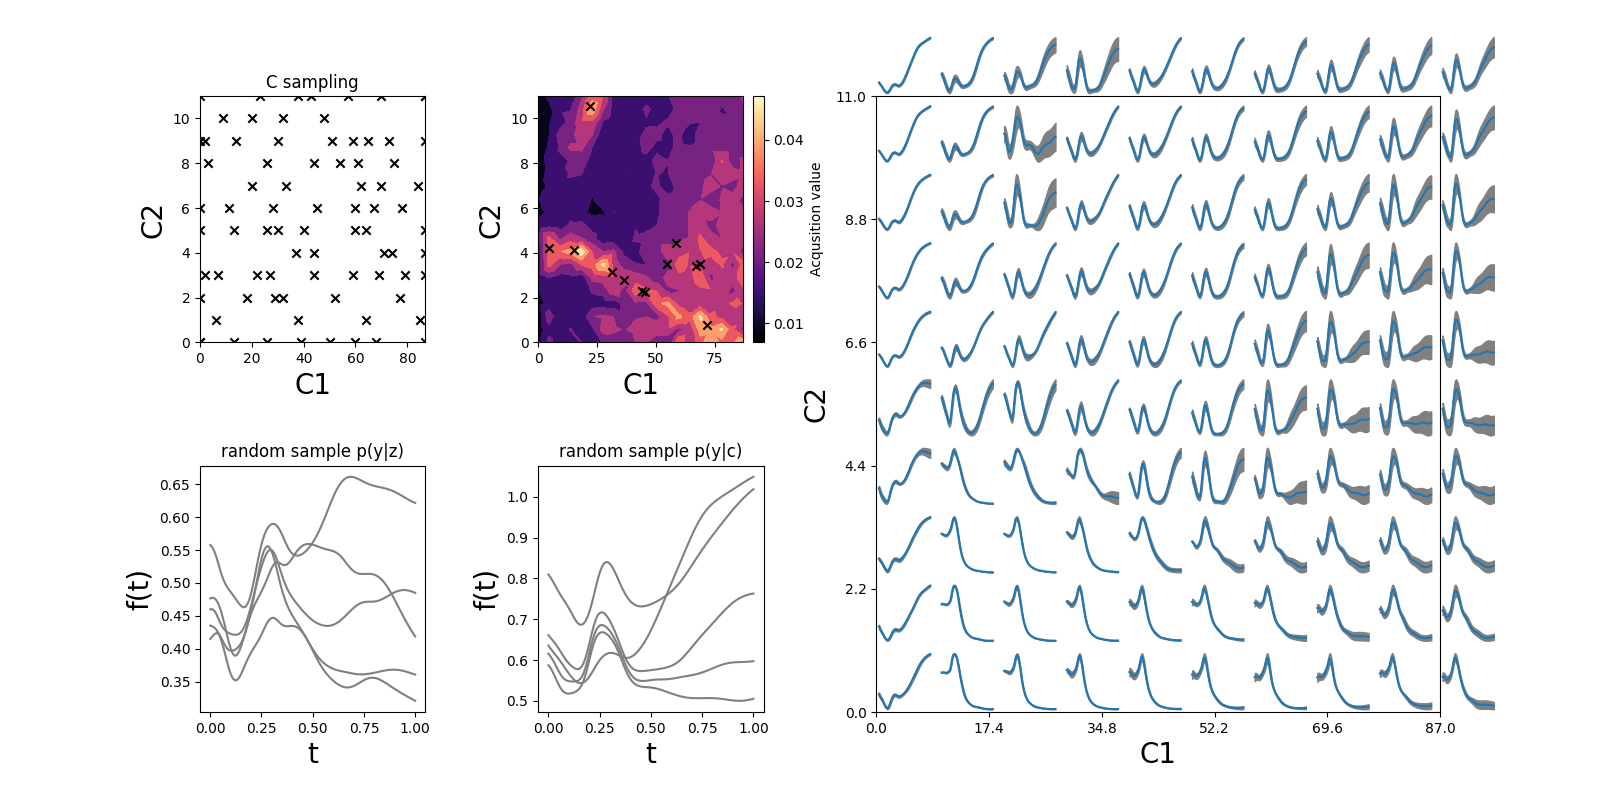 C sampling
10
8
6
4
2
0
C2
0 20 40 60 80
C1
10
8
6
4
2
0
C2
0 25 50 75
C1
0.04
0.03
0.02
0.01
Acqusition value
random sample p(y|z)
0.65
0.60
0.55
0.50
0.45
0.40
0.35
f(t)
0.00 0.25 0.50 0.75 1.00
t
random sample p(y|c)
1.0
0.9
0.8
0.7
0.6
0.5
f(t)
0.00 0.25 0.50 0.75 1.00
t
11.0
8.8
6.6
4.4
2.2
0.0
C2
0.0 17.4 34.8 52.2 69.6 87.0
C1